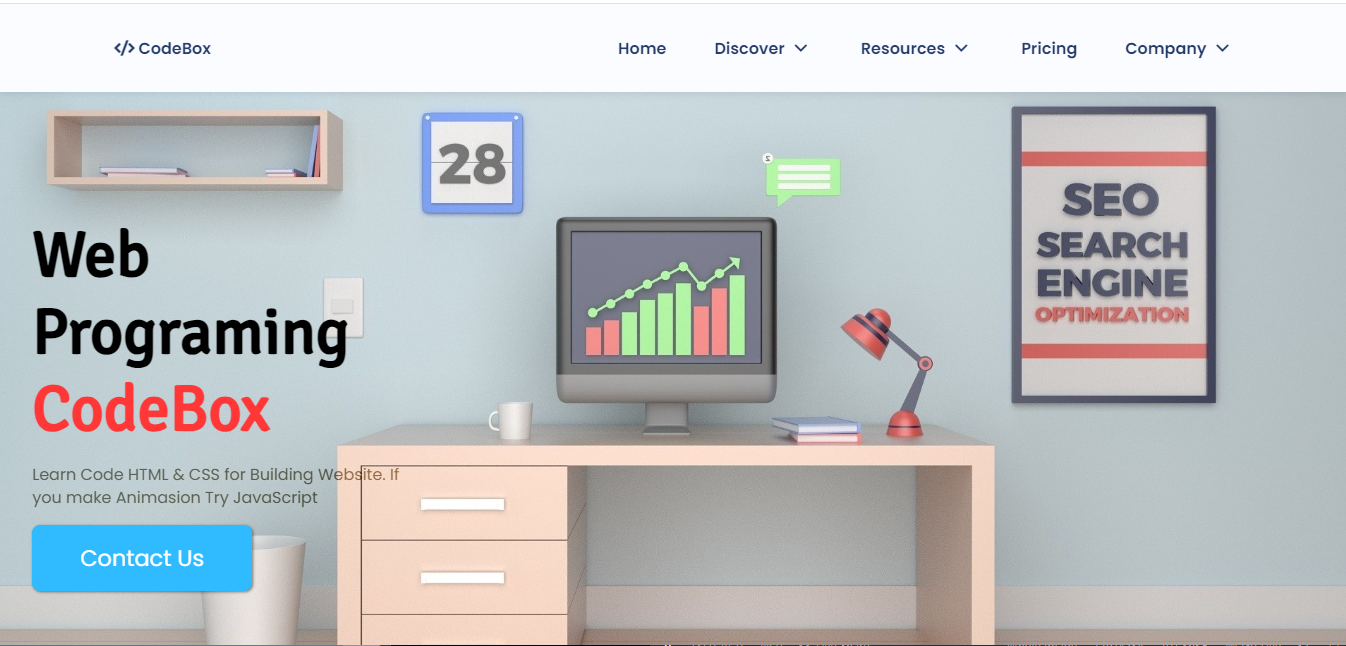 </> CodeBox
Home
Discover
Resources
Pricing
Company
28
2
SEO
SEARCH
ENGINE
OPTIMIZATION
Web
Programing
CodeBox
Learn Code HTML & CSS for Building Website. If
you make Animasion Try JavaScript
Contact Us